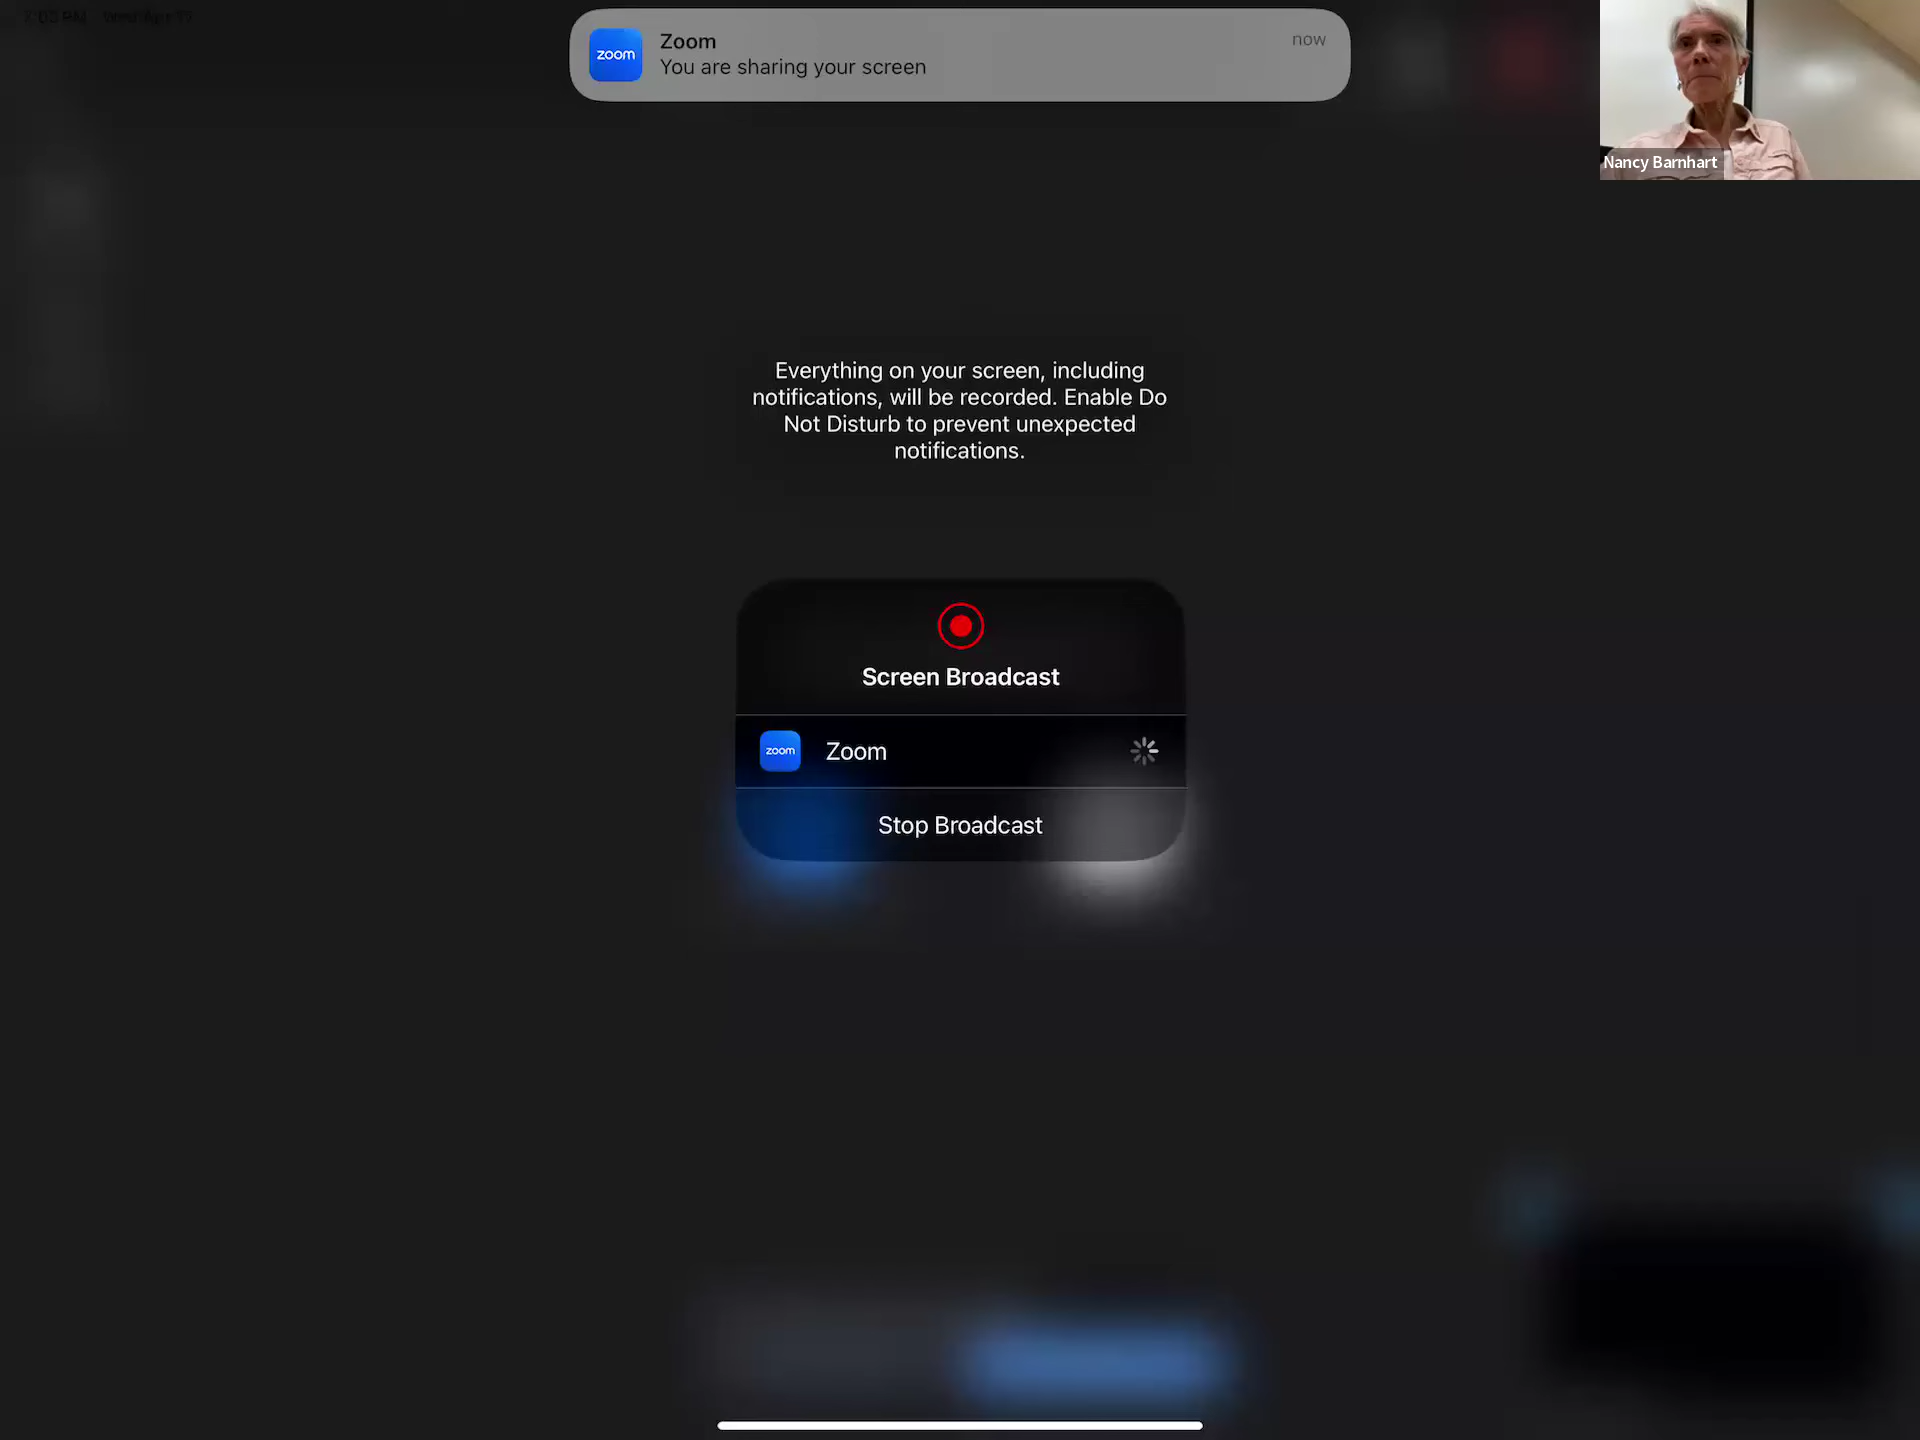 Zoom
now
zoom
You are sharing your screen
Nancy Barnhart
Everything on your screen, including
notifications, will be recorded. Enable Do
Not Disturb to prevent unexpected
notifications.
Screen Broadcast
zoom
Zoom
Stop Broadcast